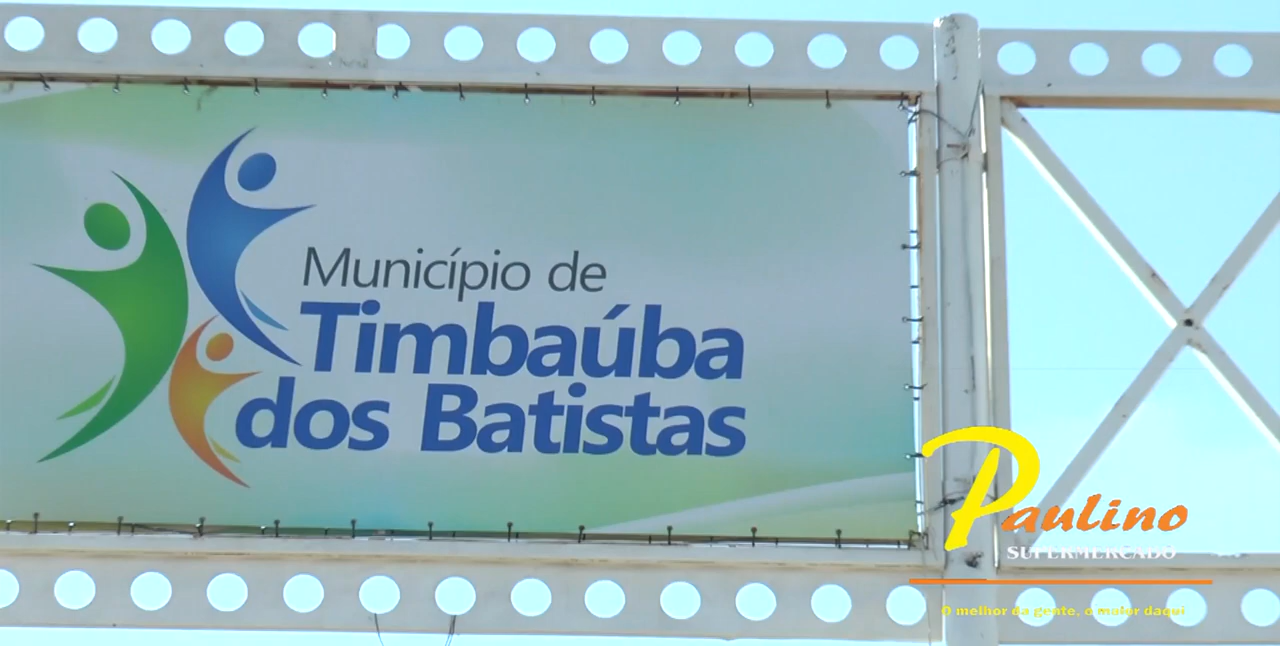 Município de
Timbaúba
dos Batistas
Paulino
SUPERMERCADO
O melhor da gente, o maior daqui